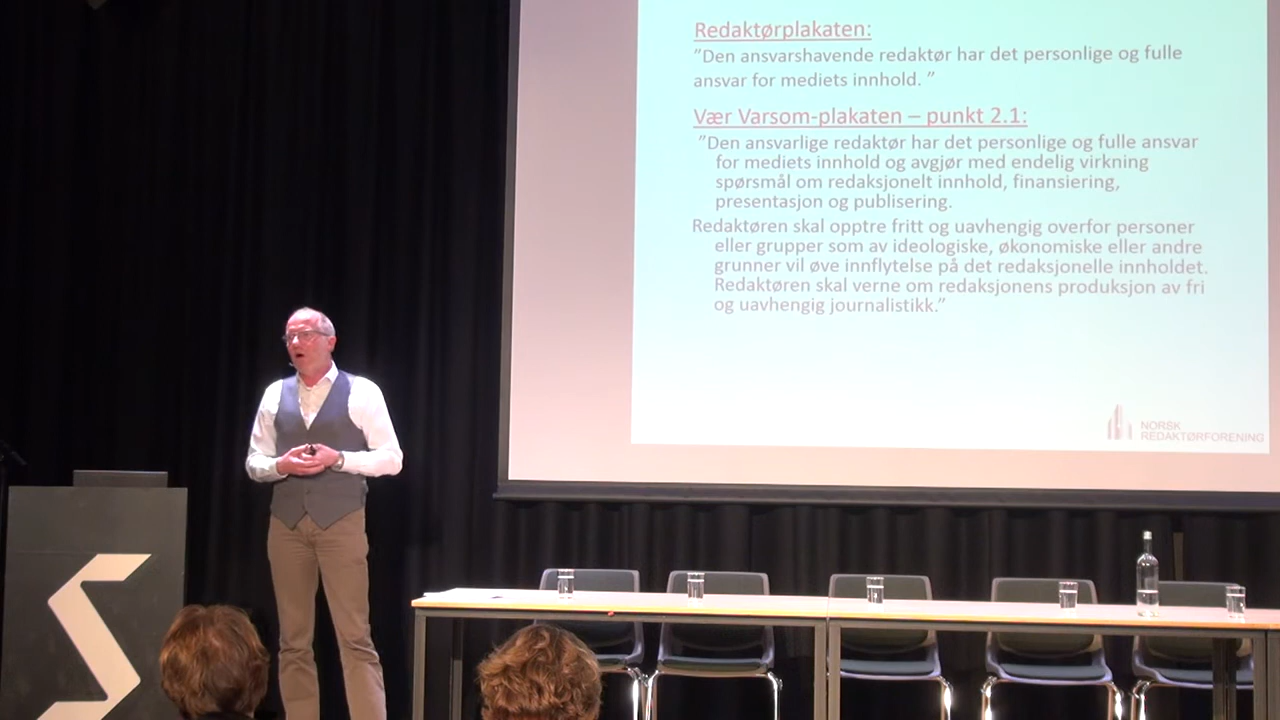 Redaktørplakaten:
"Den ansvarshavende redaktør har det personlige og fulle
ansvar for mediets innhold. "
Vær Varsom-plakaten – punkt 2.1:
"Den ansvarlige redaktør har det personlige og fulle ansvar
for mediets innhold og avgjør med endelig virkning
spørsmål om redaksjonelt innhold, finansiering,
presentasjon og publisering.
Redaktøren skal opptre fritt og uavhengig overfor personer
eller grupper som av ideologiske, økonomiske eller andre
grunner vil øve innflytelse på det redaksjonelle innholdet.
Redaktøren skal verne om redaksjonens produksjon av fri
og uavhengig journalistikk."
NORSK
REDAKTØRFORENING